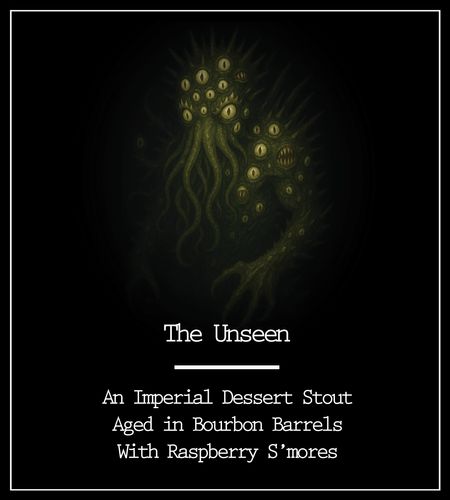 The Unseen
An Imperial Dessert Stout
Aged in Bourbon Barrels
With Raspberry S'mores